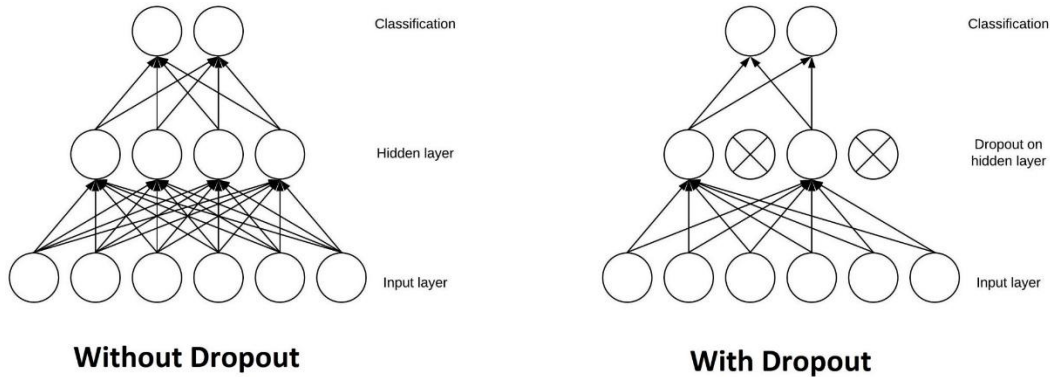 Classification
Hidden layer
Input layer
Without Dropout
Classification
Dropout on
hidden layer
Input layer
With Dropout